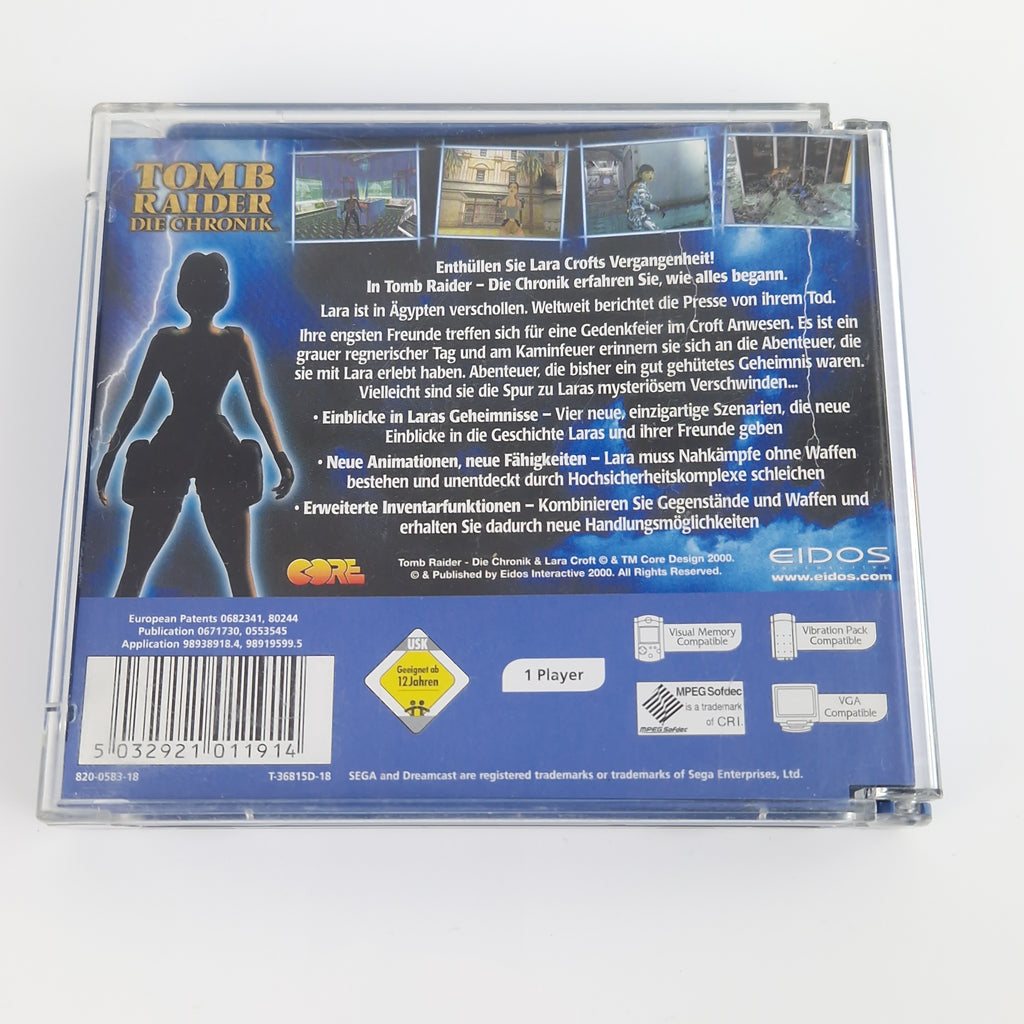 TOMB
RAIDER
DIE CHRONIK
Enthüllen Sie Lara Crofts Vergangenheit!
In Tomb Raider – Die Chronik erfahren Sie, wie alles begann.
Lara ist in Ägypten verschollen. Weltweit berichtet die Presse von ihrem Tod.
Ihre engsten Freunde treffen sich für eine Gedenkfeier im Croft Anwesen. Es ist ein
grauer regnerischer Tag und am Kaminfeuer erinnern sie sich an die Abenteuer, die
sie mit Lara erlebt haben. Abenteuer, die bisher ein gut gehütetes Geheimnis waren.
Vielleicht sind sie die Spur zu Laras mysteriösem Verschwinden...
• Einblicke in Laras Geheimnisse – Vier neue, einzigartige Szenarien, die neue
Einblicke in die Geschichte Laras und ihrer Freunde geben
• Neue Animationen, neue Fähigkeiten – Lara muss Nahkämpfe ohne Waffen
bestehen und unentdeckt durch Hochsicherheitskomplexe schleichen
• Erweiterte Inventarfunktionen – Kombinieren Sie Gegenstände und Waffen und
erhalten Sie dadurch neue Handlungsmöglichkeiten
CORE
Tomb Raider - Die Chronik & Lara Croft © & TM Core Design 2000.
© & Published by Eidos Interactive 2000. All Rights Reserved.
EIDOS
www.eidos.com
European Patents 0682341, 80244
Publication 0671730, 0553545
Application 98938918.4, 98919599.5
5 032921 011914
820-0583-18
T-36815D-18
USK
Geeignet ab
12 Jahren
1 Player
Visual Memory
Compatible
Vibration Pack
Compatible
MPEG Sofdec
is a trademark
of CRI.
MPEG Sofdec
VGA
Compatible
SEGA and Dreamcast are registered trademarks or trademarks of Sega Enterprises, Ltd.